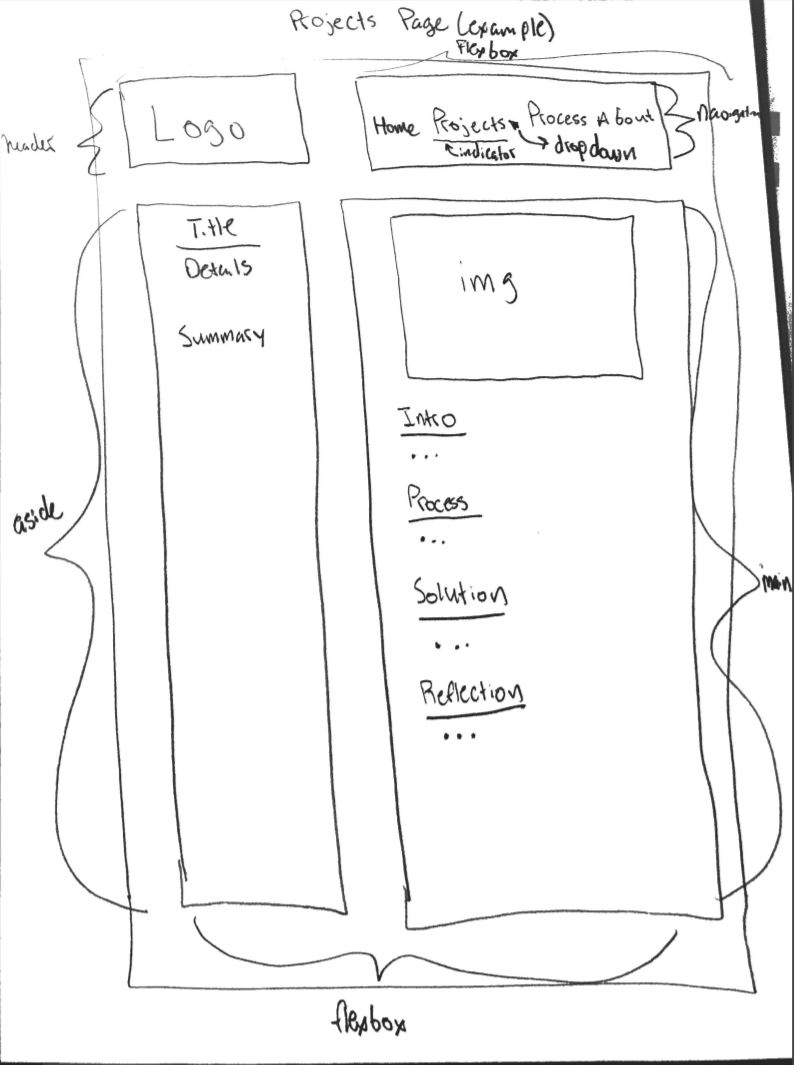 Projects Page (example)
flexbox
header
Logo
Home Projects Process About
indicator dropdown
Navigation
Title
Details
Summary
img
Intro
...
Process
...
Solution
...
Reflection
...
aside
main
flexbox